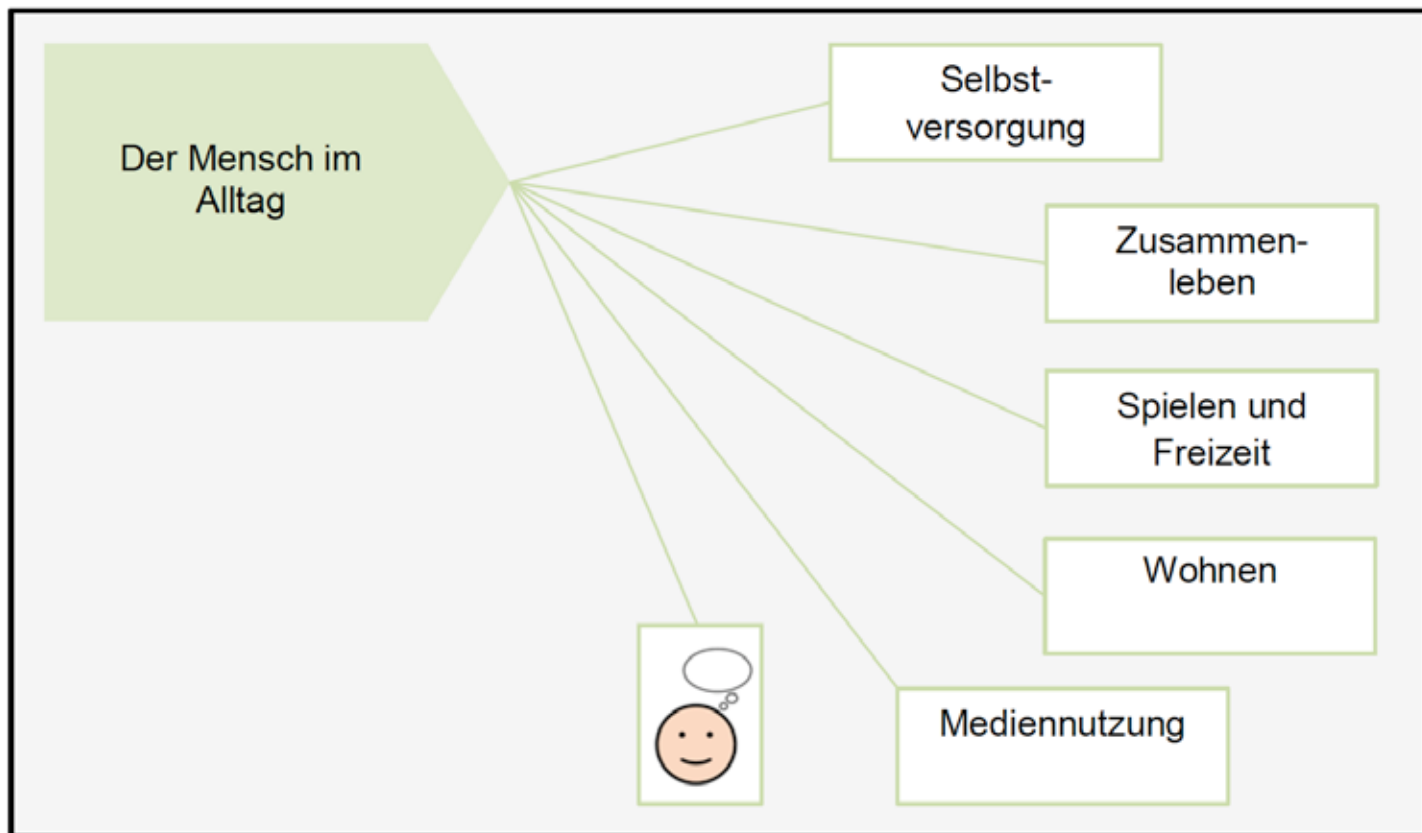 Der Mensch im
Alltag
Selbst-
versorgung
Zusammen-
leben
Spielen und
Freizeit
Wohnen
Mediennutzung